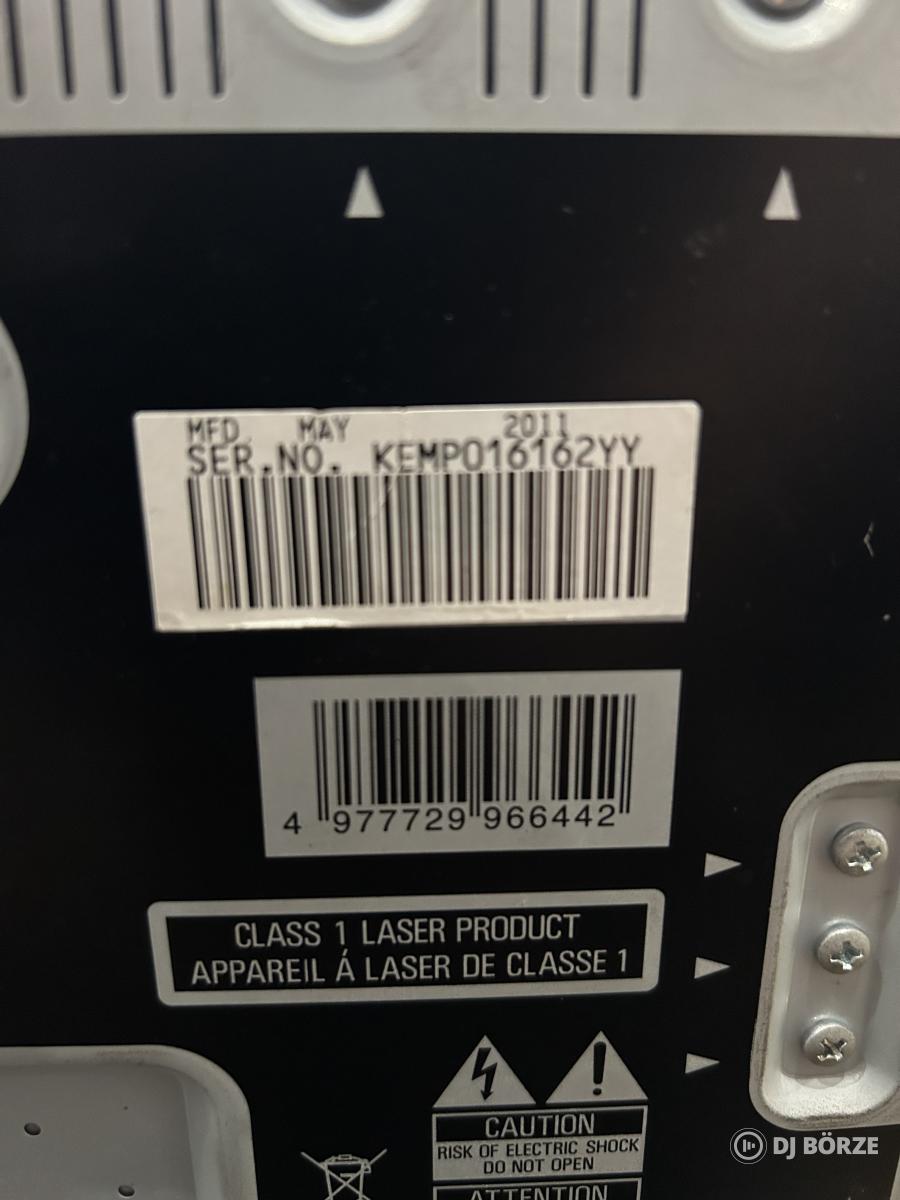 MFD. MAY 2011
SER.NO. KEMP016162YY
4 977729 966442
CLASS 1 LASER PRODUCT
APPAREIL Á LASER DE CLASSE 1
CAUTION
RISK OF ELECTRIC SHOCK
DO NOT OPEN
ATTENTION
DJ BÖRZE